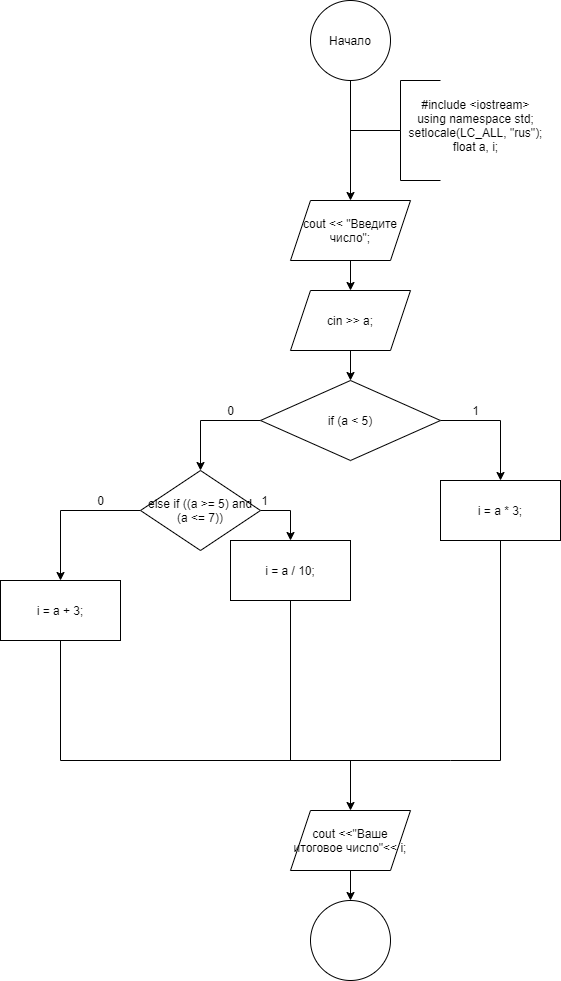 Начало
#include <iostream>
using namespace std;
setlocale(LC_ALL, "rus");
float a, i;
cout << "Введите
число";
cin >> a;
if (a < 5)
0
1
else if ((a >= 5) and
(a <= 7))
0
1
i = a * 3;
i = a / 10;
i = a + 3;
cout <<"Ваше
итоговое число"<< i;